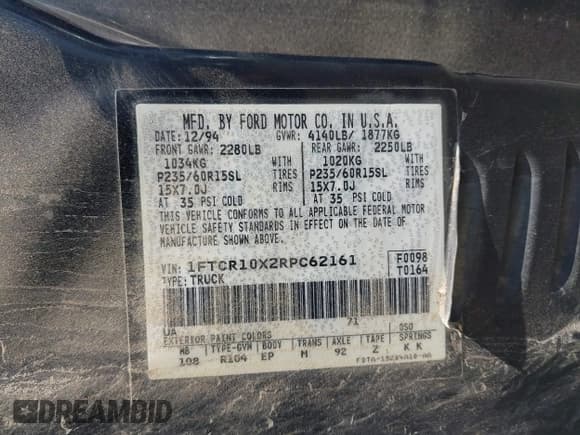 MFD. BY FORD MOTOR CO. IN U.S.A.
DATE: 12/94 GVWR: 4140LB/ 1877KG
FRONT GAWR: 2280LB REAR GAWR: 2250LB
1034KG WITH 1020KG WITH
P235/60R15SL TIRES P235/60R15SL TIRES
15X7.0J RIMS 15X7.0J RIMS
AT 35 PSI COLD AT 35 PSI COLD
THIS VEHICLE CONFORMS TO ALL APPLICABLE FEDERAL MOTOR
VEHICLE SAFETY STANDARDS IN EFFECT ON THE DATE OF
MANUFACTURE SHOWN ABOVE.
VIN: 1FTCR10X2RPC62161 F0098
TYPE: TRUCK T0164
UA 71
EXTERIOR PAINT COLORS DSO
WB TYPE-GVW BODY TRANS AXLE TAPE SPRINGS
108 R104 EP M 92 Z K K
DREAMBID